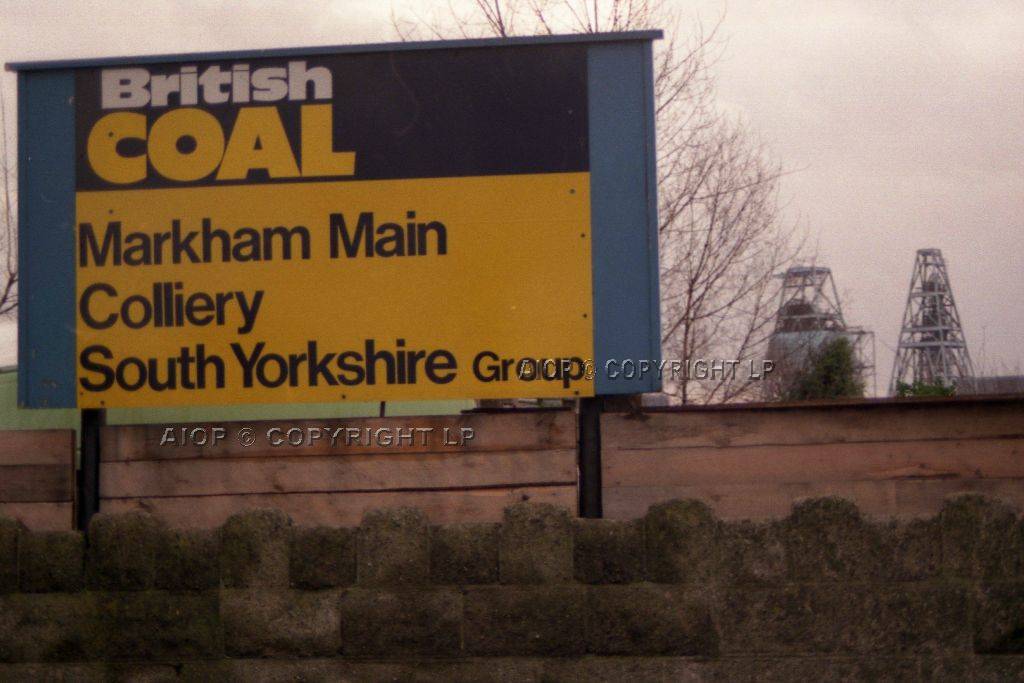 British
COAL
Markham Main
Colliery
South Yorkshire Group
AIOP © COPYRIGHT LP
AIOP © COPYRIGHT LP